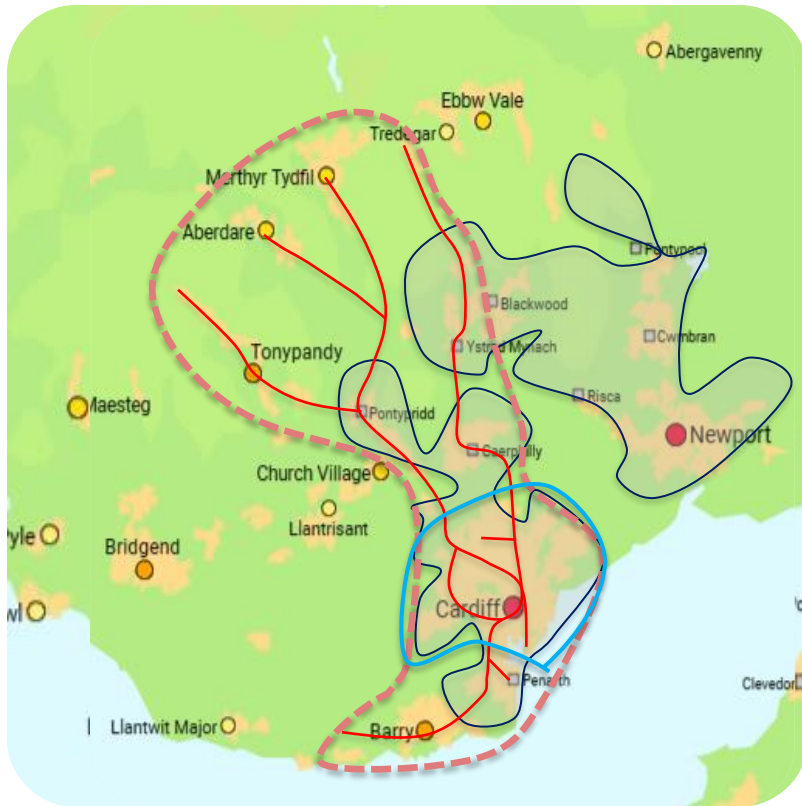 Abergavenny
Ebbw Vale
Tredegar
Merthyr Tydfil
Aberdare
Pontypool
Blackwood
Cwmbran
Ystrad Mynach
Tonypandy
Risca
Maesteg
Pontypridd
Newport
Caerphilly
Church Village
Llantrisant
Pyle
Bridgend
Cardiff
wl
Penarth
Clevedon
Llantwit Major
Barry